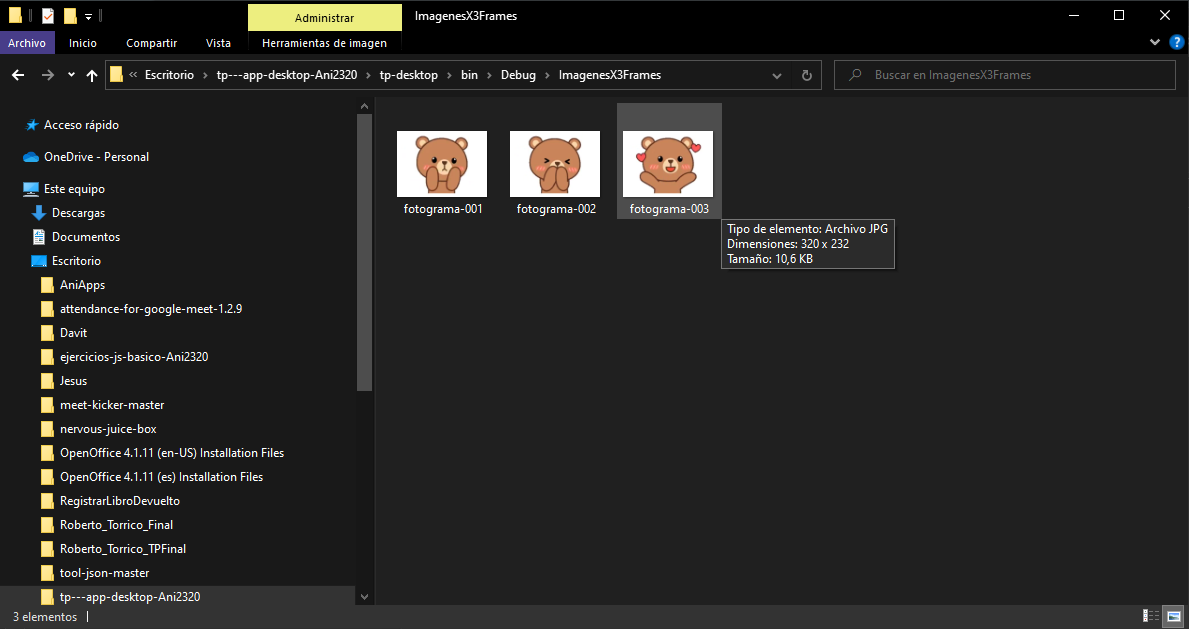 Administrar
ImagenesX3Frames
Archivo
Inicio
Compartir
Vista
Herramientas de imagen
?
« Escritorio › tp---app-desktop-Ani2320 › tp-desktop › bin › Debug › ImagenesX3Frames
Buscar en ImagenesX3Frames
Acceso rápido
OneDrive - Personal
Este equipo
Descargas
Documentos
Escritorio
AniApps
attendance-for-google-meet-1.2.9
Davit
ejercicios-js-basico-Ani2320
Jesus
meet-kicker-master
nervous-juice-box
OpenOffice 4.1.11 (en-US) Installation Files
OpenOffice 4.1.11 (es) Installation Files
RegistrarLibroDevuelto
Roberto_Torrico_Final
Roberto_Torrico_TPFinal
tool-json-master
tp---app-desktop-Ani2320
fotograma-001
fotograma-002
fotograma-003
Tipo de elemento: Archivo JPG
Dimensiones: 320 x 232
Tamaño: 10,6 KB
3 elementos